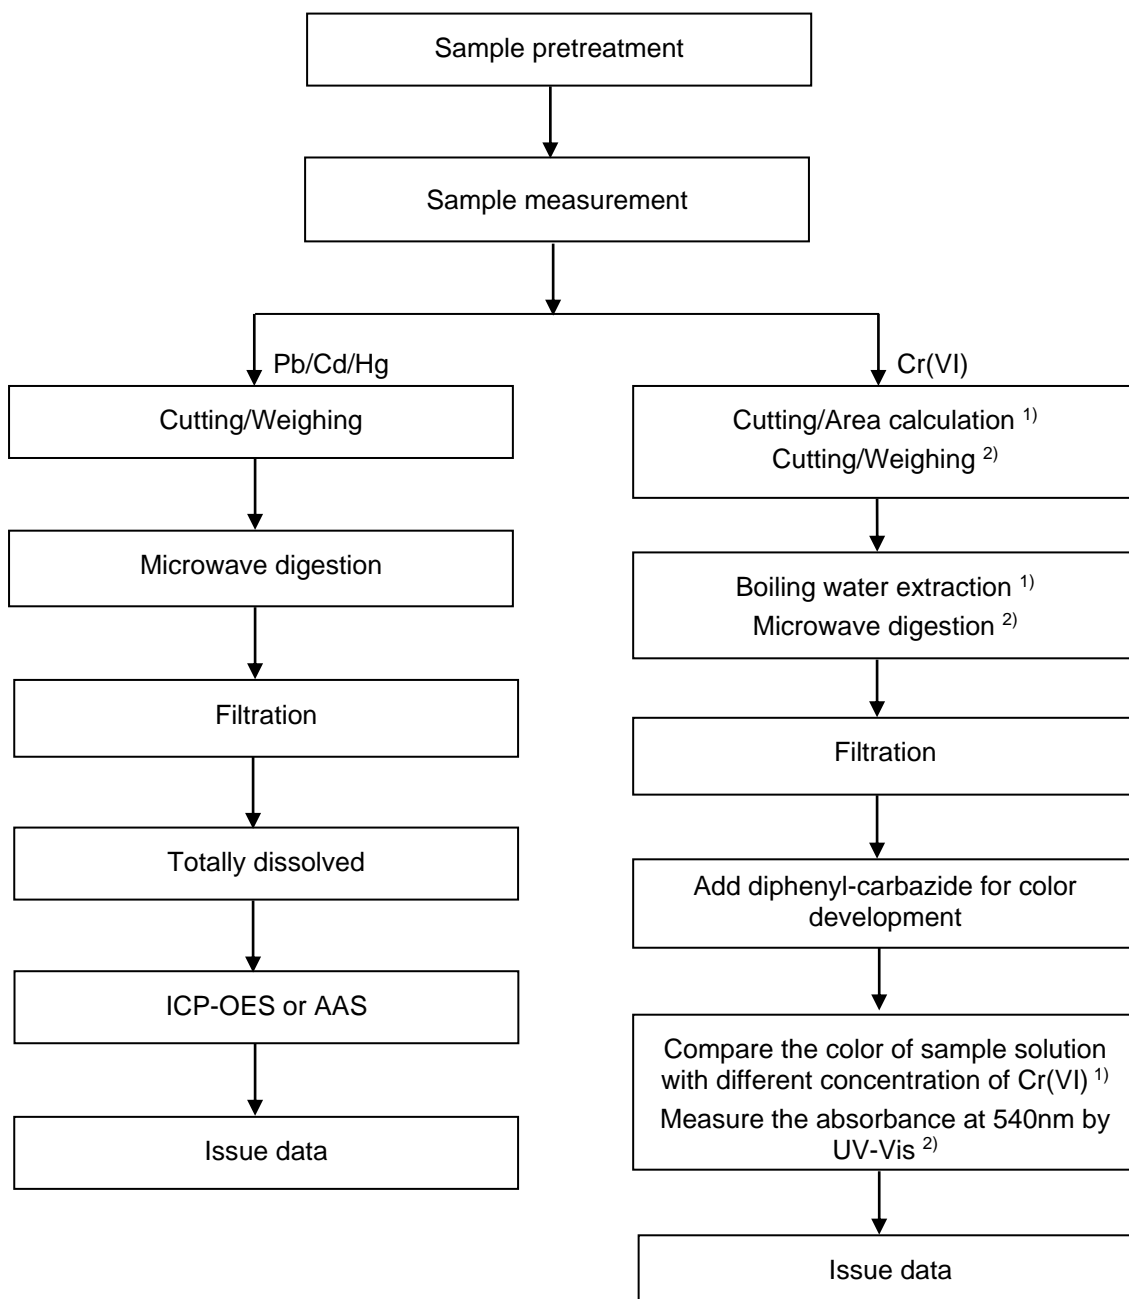 Sample pretreatment
Sample measurement
Pb/Cd/Hg
Cutting/Weighing
Microwave digestion
Filtration
Totally dissolved
ICP-OES or AAS
Issue data
Cr(VI)
Cutting/Area calculation 1)
Cutting/Weighing 2)
Boiling water extraction 1)
Microwave digestion 2)
Filtration
Add diphenyl-carbazide for color
development
Compare the color of sample solution
with different concentration of Cr(VI) 1)
Measure the absorbance at 540nm by
UV-Vis 2)
Issue data